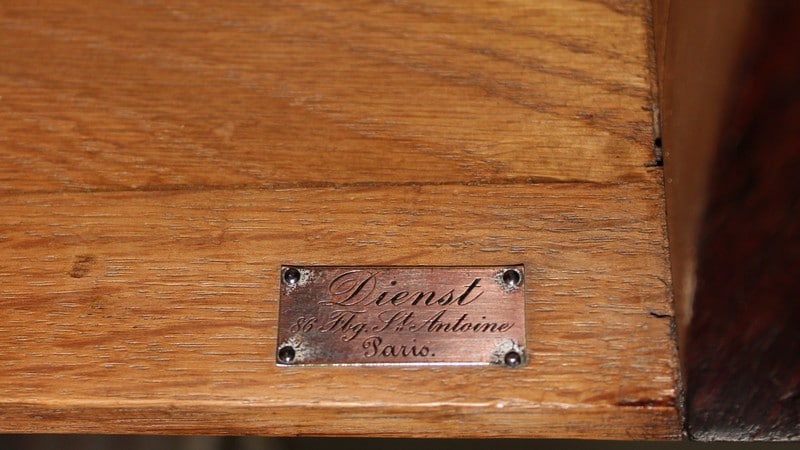 Dienst
86 Fbg. St. Antoine
Paris.